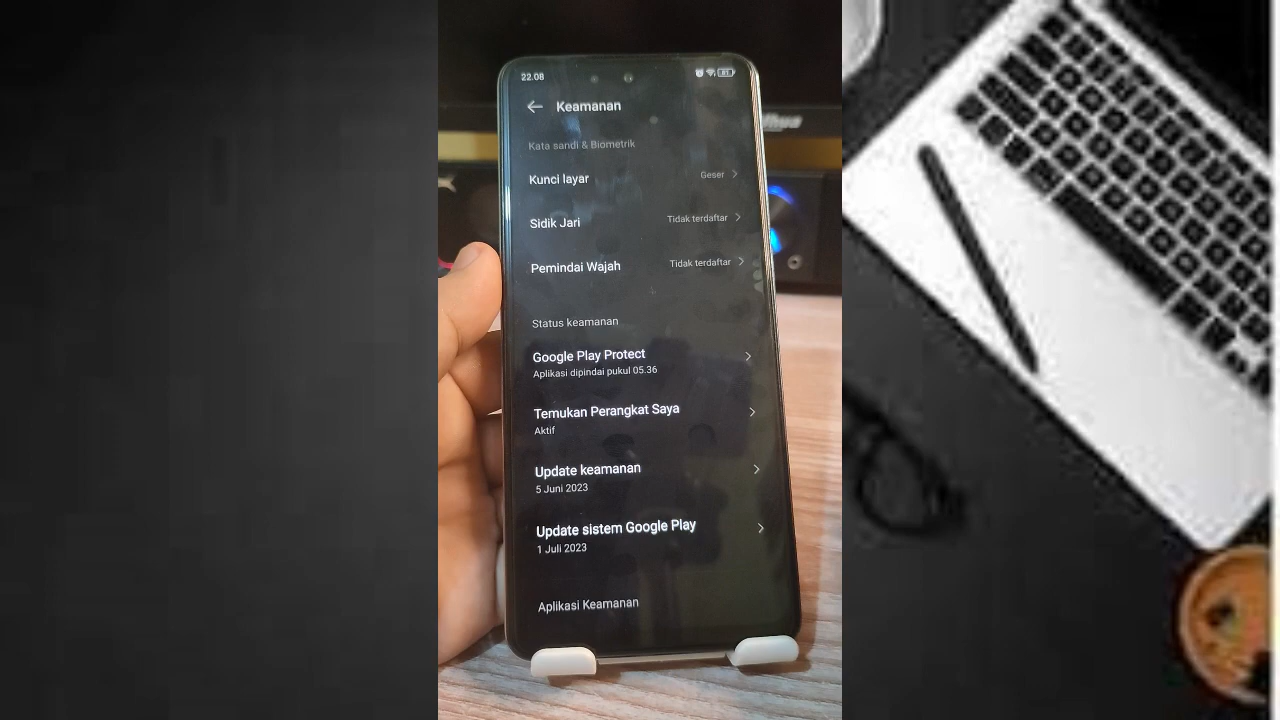 22.08
81
Keamanan
Kata sandi & Biometrik
Kunci layar
Geser
Sidik Jari
Tidak terdaftar
Pemindai Wajah
Tidak terdaftar
Status keamanan
Google Play Protect
Aplikasi dipindai pukul 05.36
Temukan Perangkat Saya
Aktif
Update keamanan
5 Juni 2023
Update sistem Google Play
1 Juli 2023
Aplikasi Keamanan